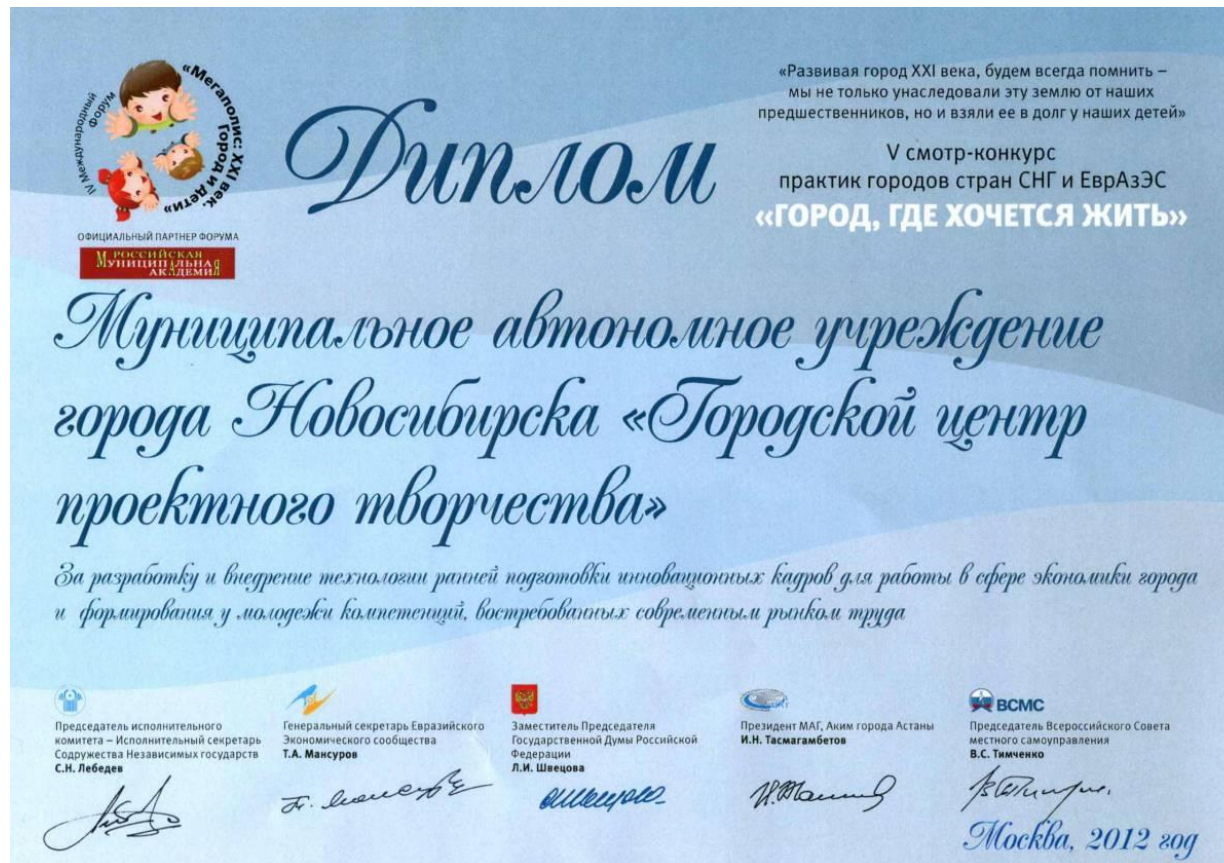 IV Международный Форум
«Мегаполис: XXI век.
Город и дети»
ОФИЦИАЛЬНЫЙ ПАРТНЕР ФОРУМА
РОССИЙСКАЯ
МУНИЦИПАЛЬНАЯ
АКАДЕМИЯ
Диплом
«Развивая город XXI века, будем всегда помнить –
мы не только унаследовали эту землю от наших
предшественников, но и взяли ее в долг у наших детей»
V смотр-конкурс
практик городов стран СНГ и ЕврАзЭС
«ГОРОД, ГДЕ ХОЧЕТСЯ ЖИТЬ»
Муниципальное автономное учреждение
города Новосибирска «Городской центр
проектного творчества»
За разработку и внедрение технологии ранней подготовки инновационных кадров для работы в сфере экономики города
и формирования у молодежи компетенций, востребованных современным рынком труда
Председатель исполнительного
комитета – Исполнительный секретарь
Содружества Независимых государств
С.Н. Лебедев
Генеральный секретарь Евразийского
Экономического сообщества
Т.А. Мансуров
Заместитель Председателя
Государственной Думы Российской
Федерации
Л.И. Швецова
Президент МАГ, Аким города Астаны
И.Н. Тасмагамбетов
ВСМС
Председатель Всероссийского Совета
местного самоуправления
В.С. Тимченко
Москва, 2012 год